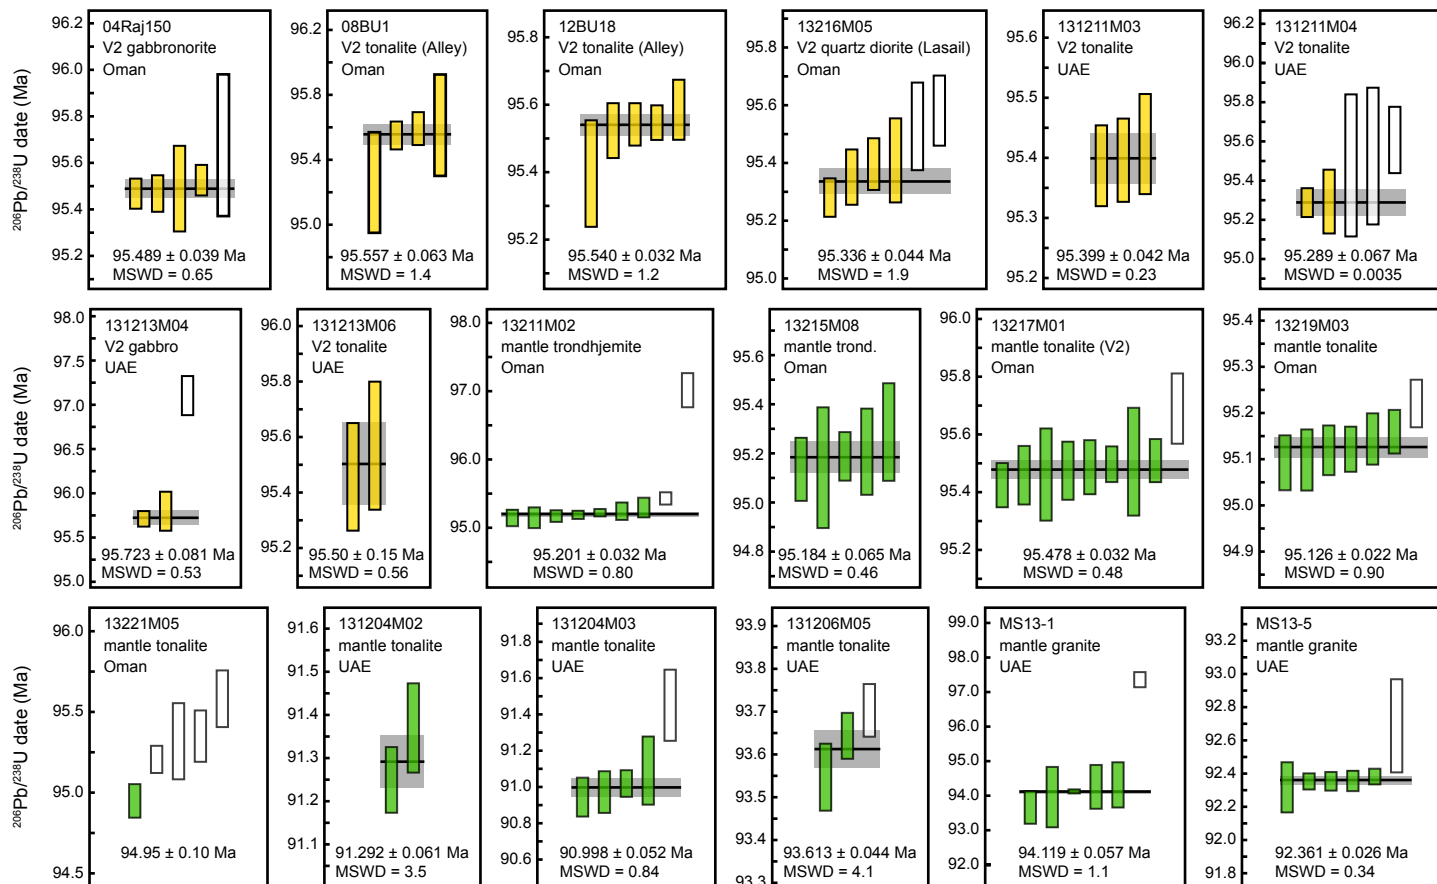 04Raj150
V2 gabbronorite
Oman
²⁰⁶Pb/²³⁸U date (Ma)
96.2
96.0
95.8
95.6
95.4
95.2
95.489 ± 0.039 Ma
MSWD = 0.65
08BU1
V2 tonalite (Alley)
Oman
96.2
95.8
95.4
95.0
95.557 ± 0.063 Ma
MSWD = 1.4
12BU18
V2 tonalite (Alley)
Oman
95.8
95.6
95.4
95.2
95.540 ± 0.032 Ma
MSWD = 1.2
13216M05
V2 quartz diorite (Lasail)
Oman
95.8
95.6
95.4
95.2
95.0
95.336 ± 0.044 Ma
MSWD = 1.9
131211M03
V2 tonalite
UAE
95.6
95.5
95.4
95.3
95.2
95.399 ± 0.042 Ma
MSWD = 0.23
131211M04
V2 tonalite
UAE
96.2
96.0
95.8
95.6
95.4
95.2
95.0
95.289 ± 0.067 Ma
MSWD = 0.0035
131213M04
V2 gabbro
UAE
²⁰⁶Pb/²³⁸U date (Ma)
98.0
97.5
97.0
96.5
96.0
95.5
95.0
95.723 ± 0.081 Ma
MSWD = 0.53
131213M06
V2 tonalite
UAE
96.0
95.8
95.6
95.4
95.2
95.50 ± 0.15 Ma
MSWD = 0.56
13211M02
mantle trondhjemite
Oman
98.0
97.0
96.0
95.0
95.201 ± 0.032 Ma
MSWD = 0.80
13215M08
mantle trond.
Oman
95.6
95.4
95.2
95.0
94.8
95.184 ± 0.065 Ma
MSWD = 0.46
13217M01
mantle tonalite (V2)
Oman
96.0
95.8
95.6
95.4
95.2
95.478 ± 0.032 Ma
MSWD = 0.48
13219M03
mantle tonalite
Oman
95.4
95.3
95.2
95.1
95.0
94.9
95.126 ± 0.022 Ma
MSWD = 0.90
13221M05
mantle tonalite
Oman
²⁰⁶Pb/²³⁸U date (Ma)
96.0
95.5
95.0
94.5
94.95 ± 0.10 Ma
131204M02
mantle tonalite
UAE
91.6
91.5
91.4
91.3
91.2
91.1
91.292 ± 0.061 Ma
MSWD = 3.5
131204M03
mantle tonalite
UAE
91.8
91.6
91.4
91.2
91.0
90.8
90.6
90.998 ± 0.052 Ma
MSWD = 0.84
131206M05
mantle tonalite
UAE
93.9
93.8
93.7
93.6
93.5
93.4
93.3
93.613 ± 0.044 Ma
MSWD = 4.1
MS13-1
mantle granite
UAE
99.0
98.0
97.0
96.0
95.0
94.0
93.0
92.0
94.119 ± 0.057 Ma
MSWD = 1.1
MS13-5
mantle granite
UAE
93.2
93.0
92.8
92.6
92.4
92.2
92.0
91.8
92.361 ± 0.026 Ma
MSWD = 0.34